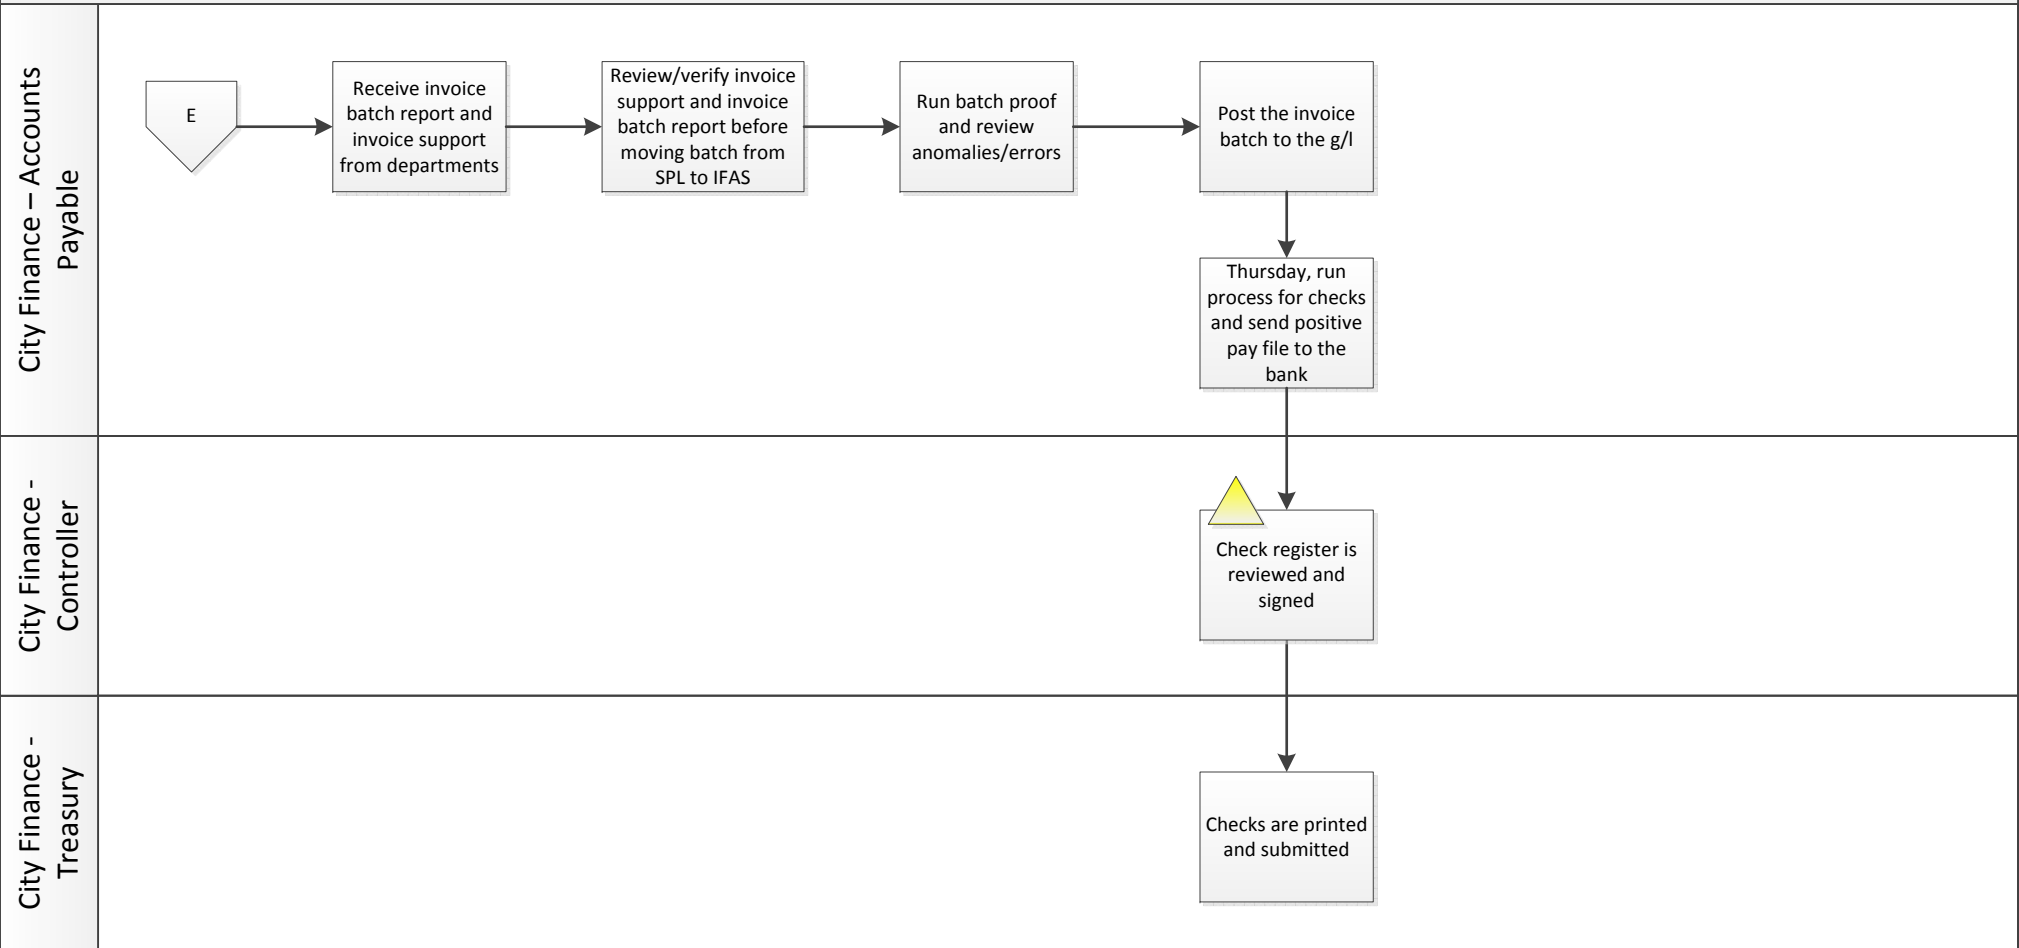 City Finance – Accounts
Payable
E
Receive invoice
batch report and
invoice support
from departments
Review/verify invoice
support and invoice
batch report before
moving batch from
SPL to IFAS
Run batch proof
and review
anomalies/errors
Post the invoice
batch to the g/l
Thursday, run
process for checks
and send positive
pay file to the
bank
City Finance -
Controller
Check register is
reviewed and
signed
City Finance -
Treasury
Checks are printed
and submitted